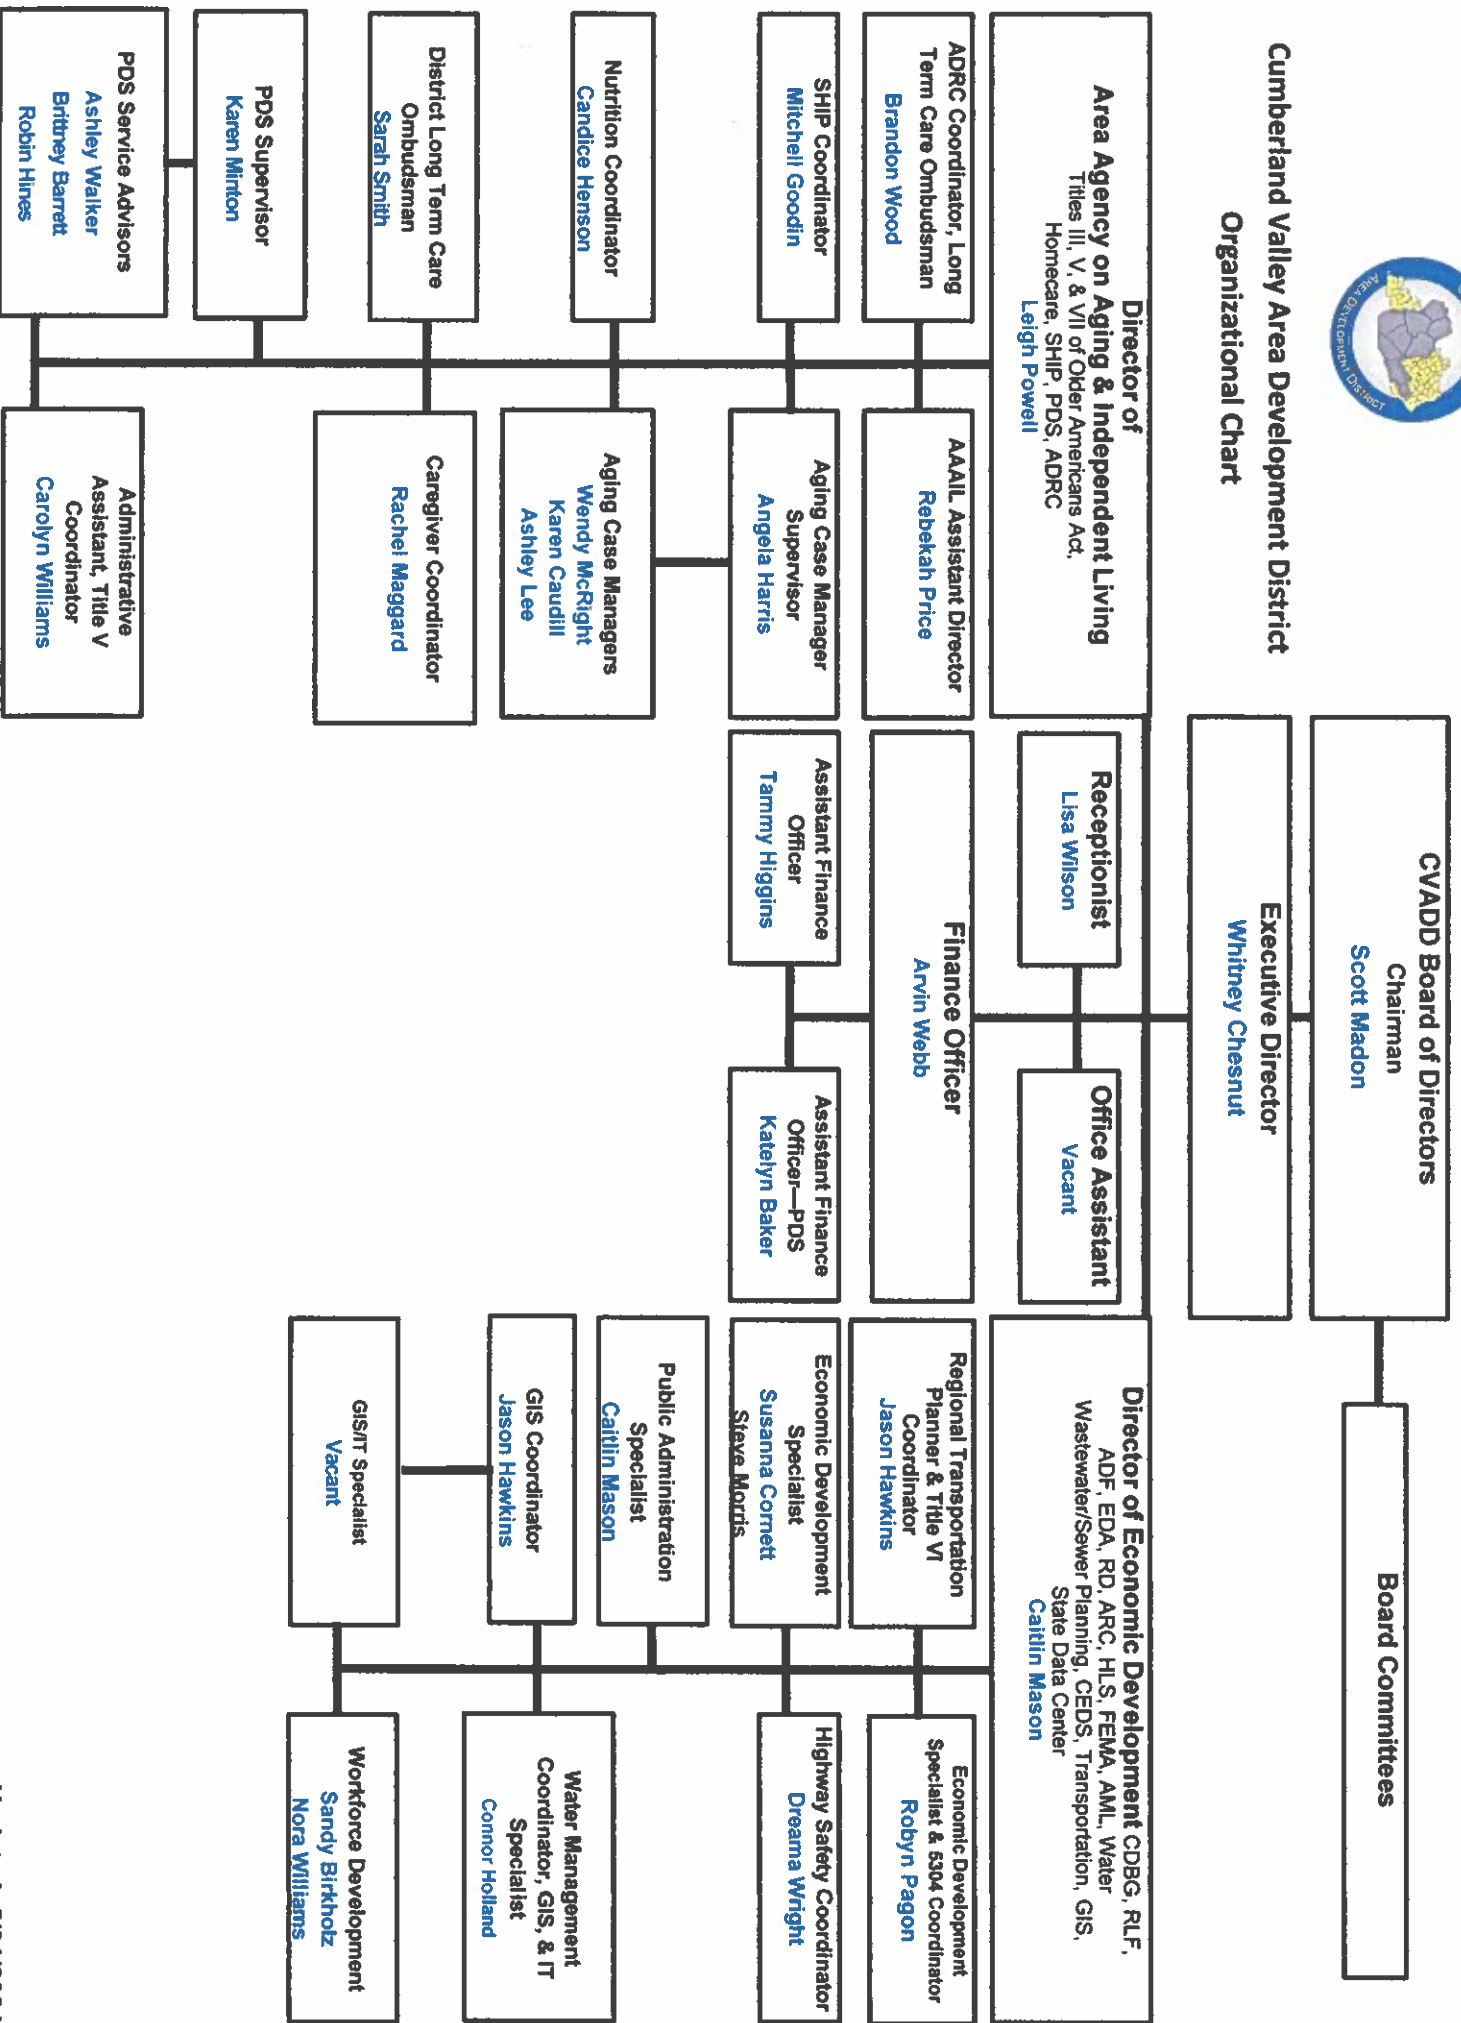 AREA DEVELOPMENT DISTRICT
Cumberland Valley Area Development District
Organizational Chart
CVADD Board of Directors
Chairman
Scott Madon
Board Committees
Executive Director
Whitney Chesnut
Director of
Area Agency on Aging & Independent Living
Titles III, V, & VII of Older Americans Act,
Homecare, SHIP, PDS, ADRC
Leigh Powell
Receptionist
Lisa Wilson
Office Assistant
Vacant
Director of Economic Development CDBG, RLF,
ADF, EDA, RD, ARC, HLS, FEMA, AML, Water
Wastewater/Sewer Planning, CEDS, Transportation, GIS,
State Data Center
Caitlin Mason
ADRC Coordinator, Long
Term Care Ombudsman
Brandon Wood
AAAIL Assistant Director
Rebekah Price
Finance Officer
Arvin Webb
Regional Transportation
Planner & Title VI
Coordinator
Jason Hawkins
Economic Development
Specialist & 5304 Coordinator
Robyn Pagon
SHIP Coordinator
Mitchell Goodin
Aging Case Manager
Supervisor
Angela Harris
Assistant Finance
Officer
Tammy Higgins
Assistant Finance
Officer—PDS
Katelyn Baker
Economic Development
Specialist
Susanna Cornett
Steve Morris
Highway Safety Coordinator
Dreama Wright
Nutrition Coordinator
Candice Henson
Aging Case Managers
Wendy McRight
Karen Caudill
Ashley Lee
Public Administration
Specialist
Caitlin Mason
District Long Term Care
Ombudsman
Sarah Smith
Caregiver Coordinator
Rachel Maggard
GIS Coordinator
Jason Hawkins
Water Management
Coordinator, GIS, & IT
Specialist
Connor Holland
PDS Supervisor
Karen Minton
GIS/IT Specialist
Vacant
Workforce Development
Sandy Birkholz
Nora Williams
PDS Service Advisors
Ashley Walker
Brittney Barrett
Robin Hines
Administrative
Assistant, Title V
Coordinator
Carolyn Williams